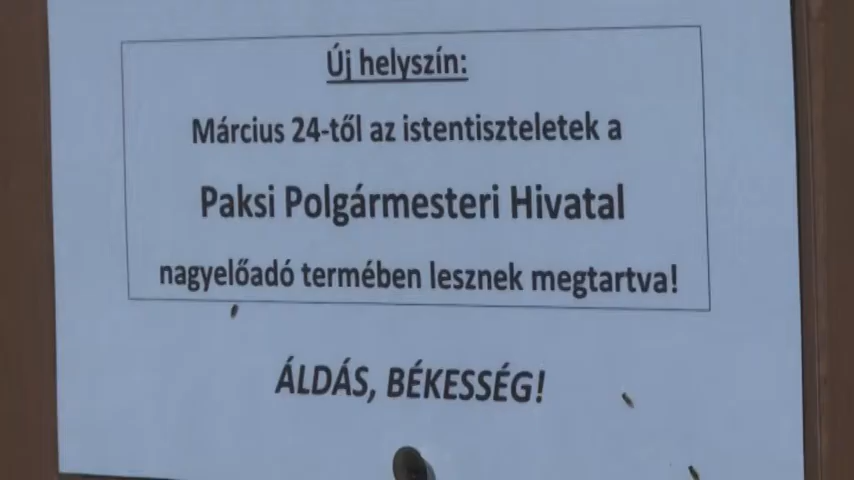 Új helyszín:
Március 24-től az istentiszteletek a
Paksi Polgármesteri Hivatal
nagyelőadó termében lesznek megtartva!
ÁLDÁS, BÉKESSÉG!